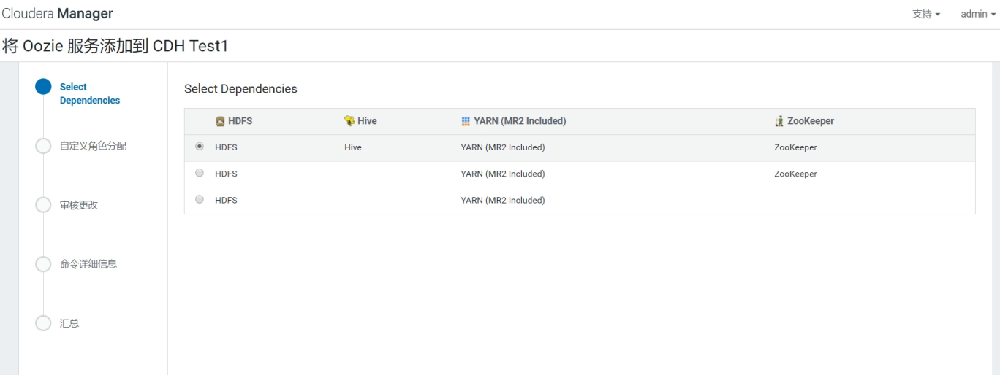 Cloudera Manager 支持 admin
将 Oozie 服务添加到 CDH Test1
Select
Dependencies
自定义角色分配
审核更改
命令详细信息
汇总
Select Dependencies
HDFS Hive YARN (MR2 Included) ZooKeeper
HDFS Hive YARN (MR2 Included) ZooKeeper
HDFS YARN (MR2 Included) ZooKeeper
HDFS YARN (MR2 Included)